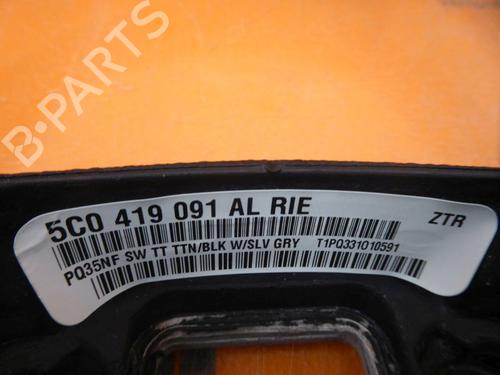 B-PARTS
5C0 419 091 AL RIE
ZTR
PQ35NF SW TT TTN/BLK W/SLV GRY T1PQ331010591